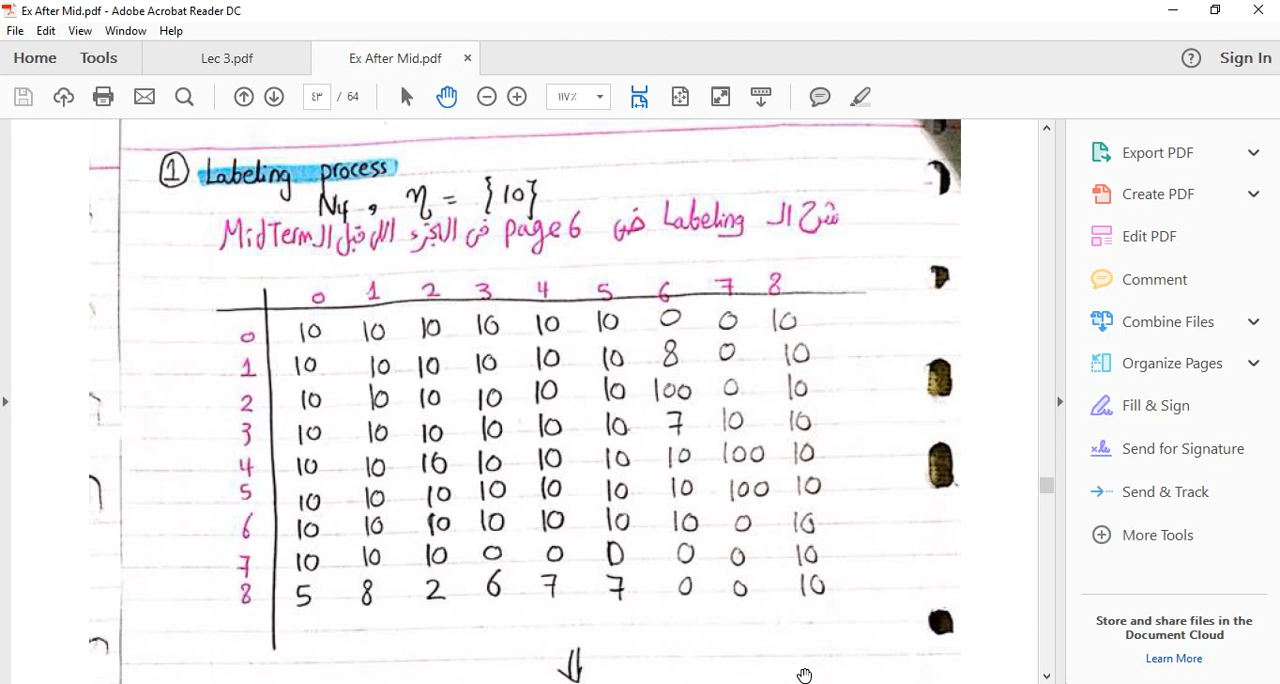 Ex After Mid.pdf - Adobe Acrobat Reader DC
File Edit View Window Help
Home Tools Lec 3.pdf Ex After Mid.pdf × Sign In
٤٣ / 64 ١١٧٪
① Labeling process
N4 , η = {10}
شرح الـ Labeling في page 6 في الجزء اللي قبل الـ MidTerm
0 1 2 3 4 5 6 7 8
0 10 10 10 10 10 10 0 0 10
1 10 10 10 10 10 10 8 0 10
2 10 10 10 10 10 10 100 0 10
3 10 10 10 10 10 10 7 10 10
4 10 10 10 10 10 10 10 100 10
5 10 10 10 10 10 10 10 100 10
6 10 10 10 10 10 10 10 0 10
7 10 10 10 0 0 0 0 0 10
8 5 8 2 6 7 7 0 0 10
⇓
Export PDF
Create PDF
Edit PDF
Comment
Combine Files
Organize Pages
Fill & Sign
Send for Signature
Send & Track
More Tools
Store and share files in the
Document Cloud
Learn More